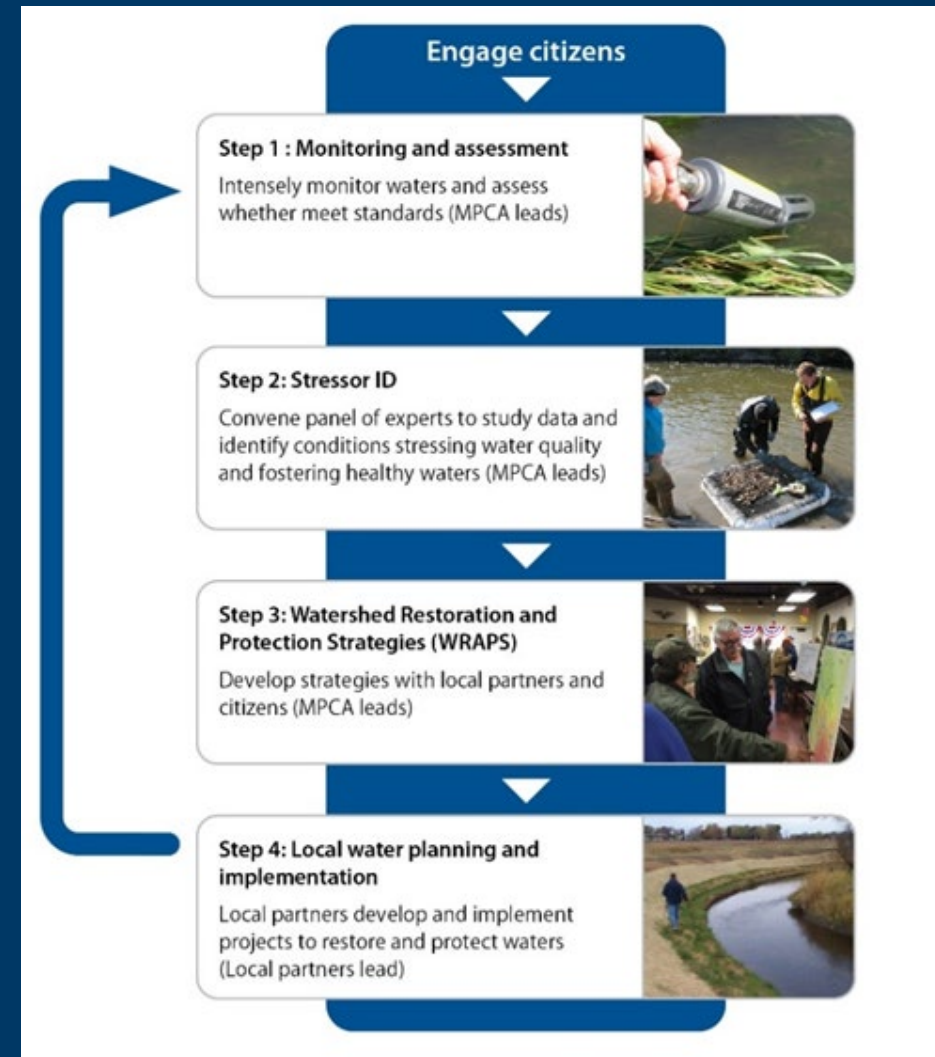 Engage citizens
Step 1 : Monitoring and assessment
Intensely monitor waters and assess
whether meet standards (MPCA leads)
Step 2: Stressor ID
Convene panel of experts to study data and
identify conditions stressing water quality
and fostering healthy waters (MPCA leads)
Step 3: Watershed Restoration and
Protection Strategies (WRAPS)
Develop strategies with local partners and
citizens (MPCA leads)
Step 4: Local water planning and
implementation
Local partners develop and implement
projects to restore and protect waters
(Local partners lead)